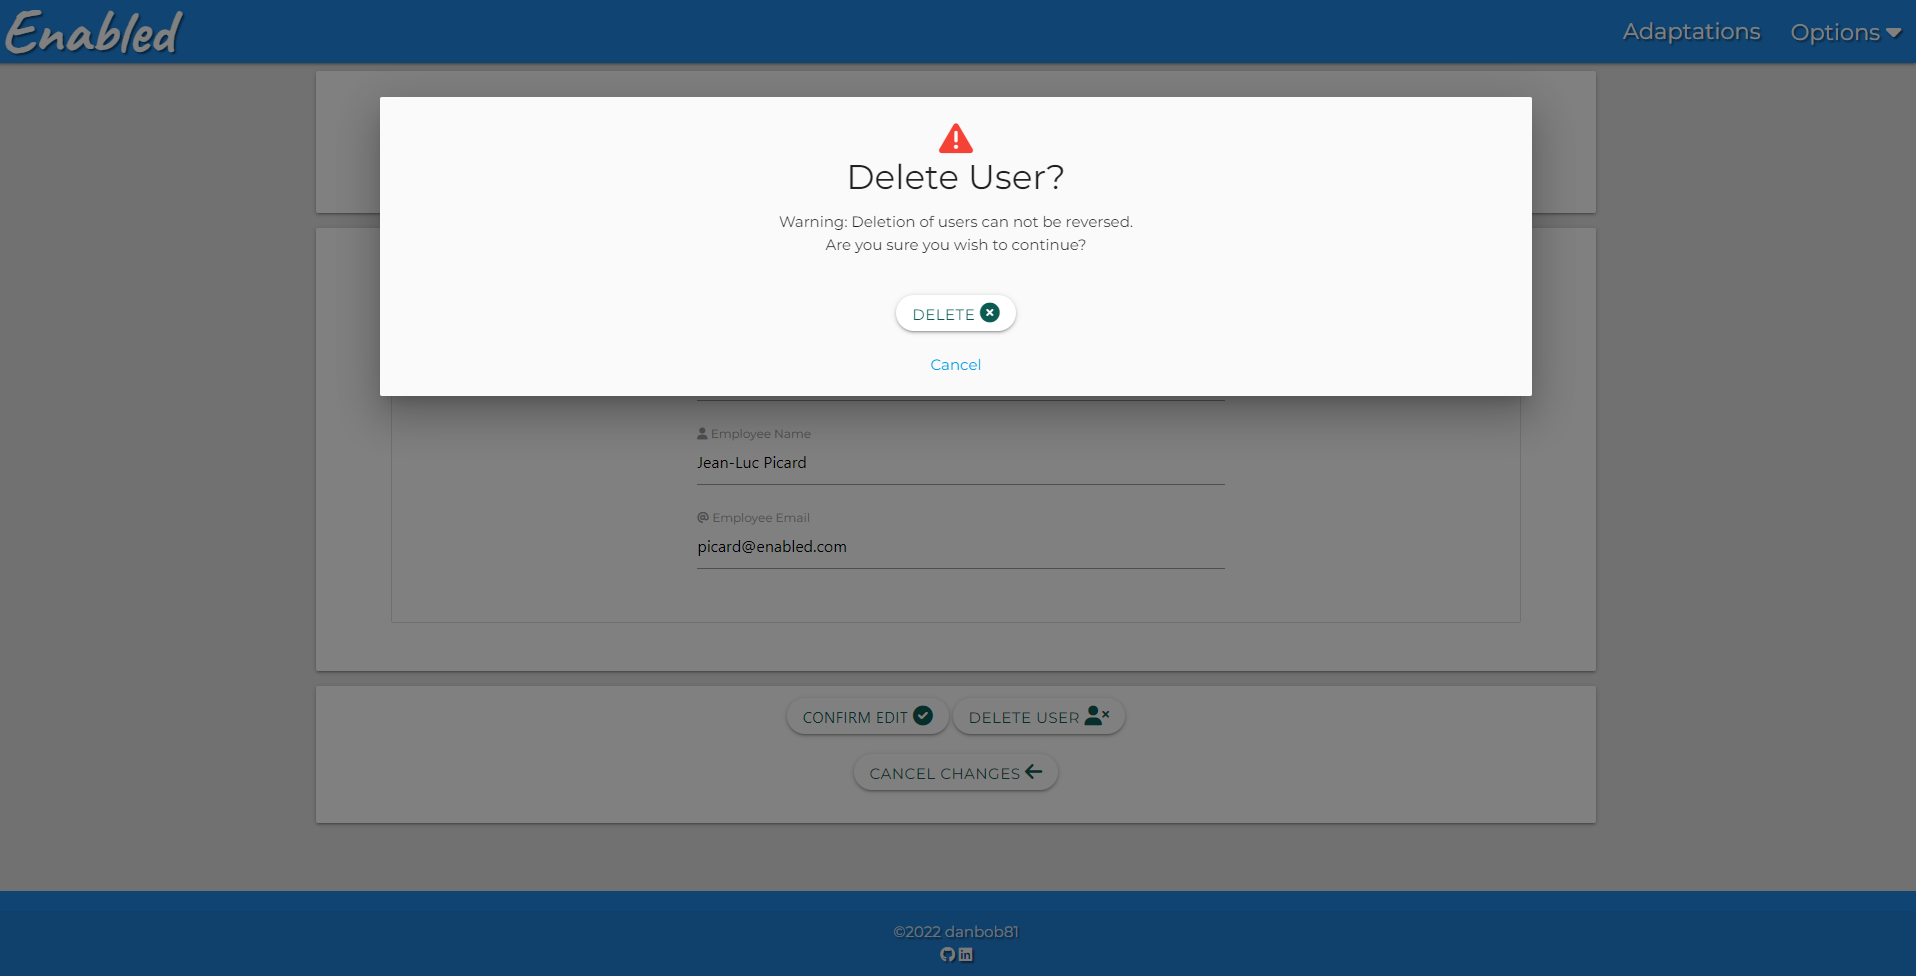 Enabled
Adaptations
Options
Delete User?
Warning: Deletion of users can not be reversed.
Are you sure you wish to continue?
DELETE
Cancel
Employee Name
Jean-Luc Picard
Employee Email
picard@enabled.com
CONFIRM EDIT
DELETE USER
CANCEL CHANGES
©2022 danbob81